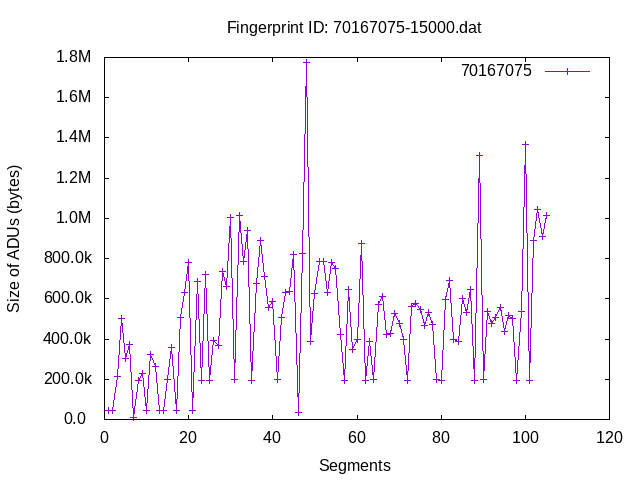 Fingerprint ID: 70167075-15000.dat
1.8M
70167075
1.6M
1.4M
1.2M
1.0M
800.0k
600.0k
400.0k
200.0k
0.0
Size of ADUs (bytes)
0 20 40 60 80 100 120
Segments